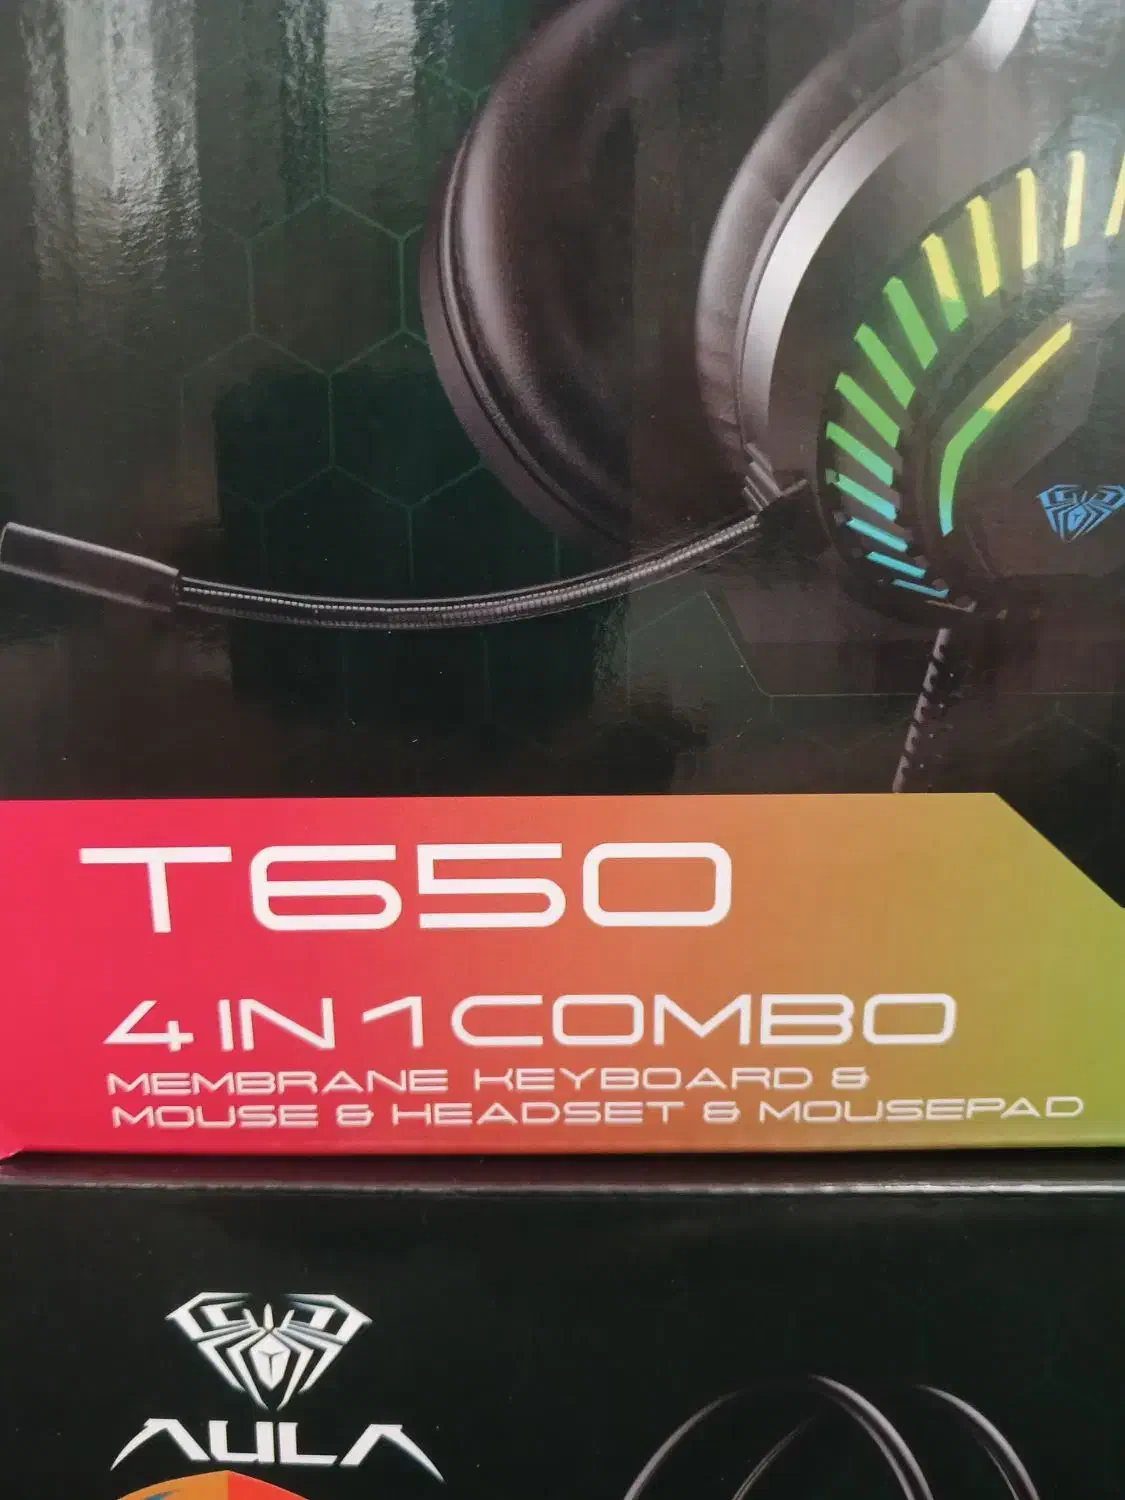 T650
4 IN 1 COMBO
MEMBRANE KEYBOARD &
MOUSE & HEADSET & MOUSEPAD
AULA